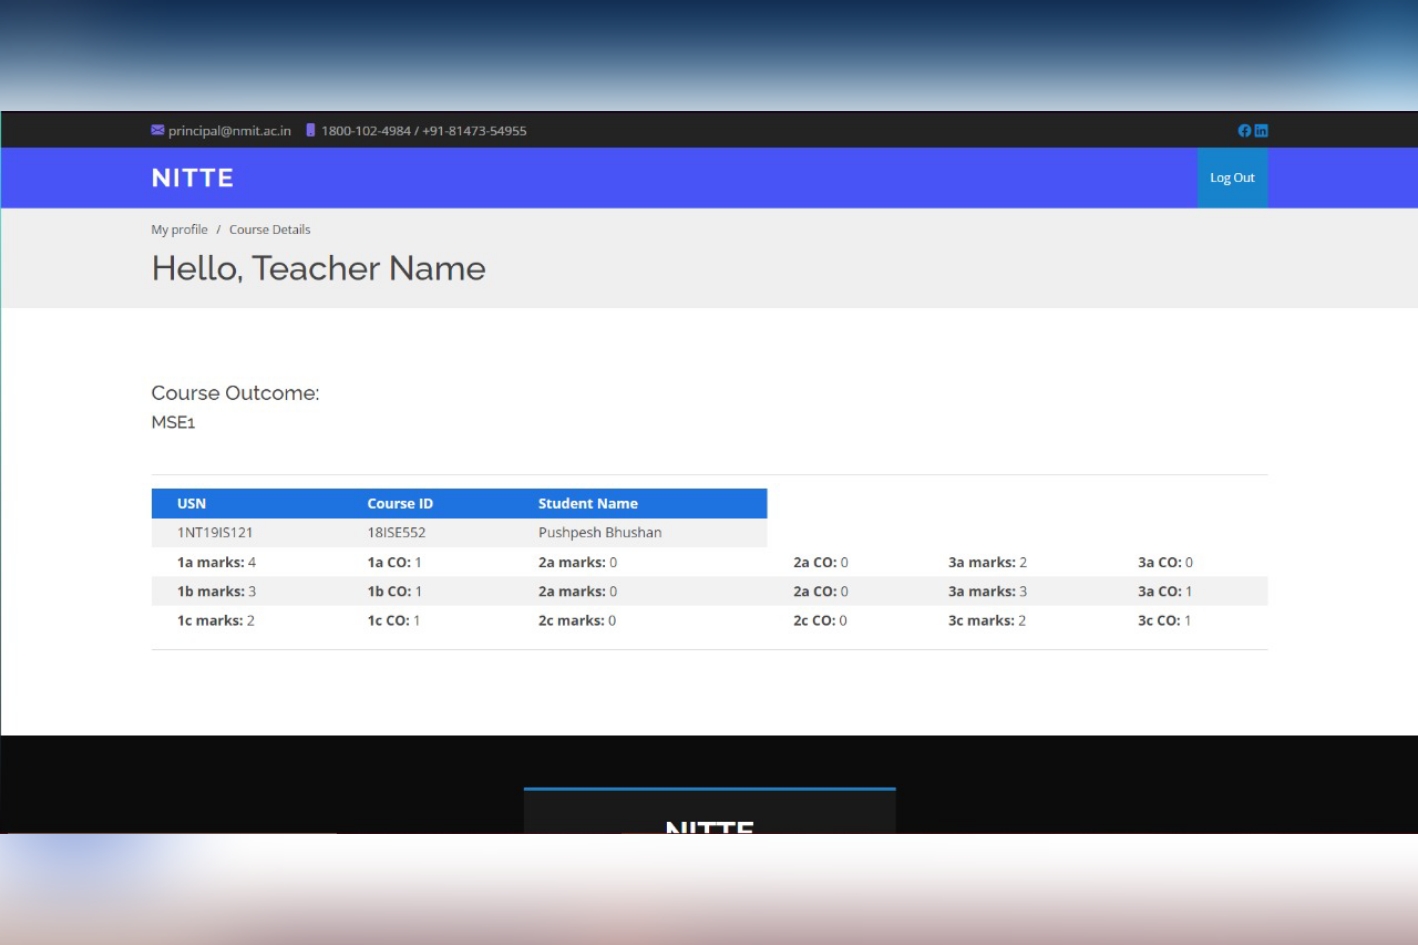 principal@nmit.ac.in 1800-102-4984 / +91-81473-54955
NITTE Log Out
My profile / Course Details
Hello, Teacher Name
Course Outcome:
MSE1
USN Course ID Student Name
1NT19IS121 18ISE552 Pushpesh Bhushan
1a marks: 4 1a CO: 1 2a marks: 0 2a CO: 0 3a marks: 2 3a CO: 0
1b marks: 3 1b CO: 1 2a marks: 0 2a CO: 0 3a marks: 3 3a CO: 1
1c marks: 2 1c CO: 1 2c marks: 0 2c CO: 0 3c marks: 2 3c CO: 1
NITTE